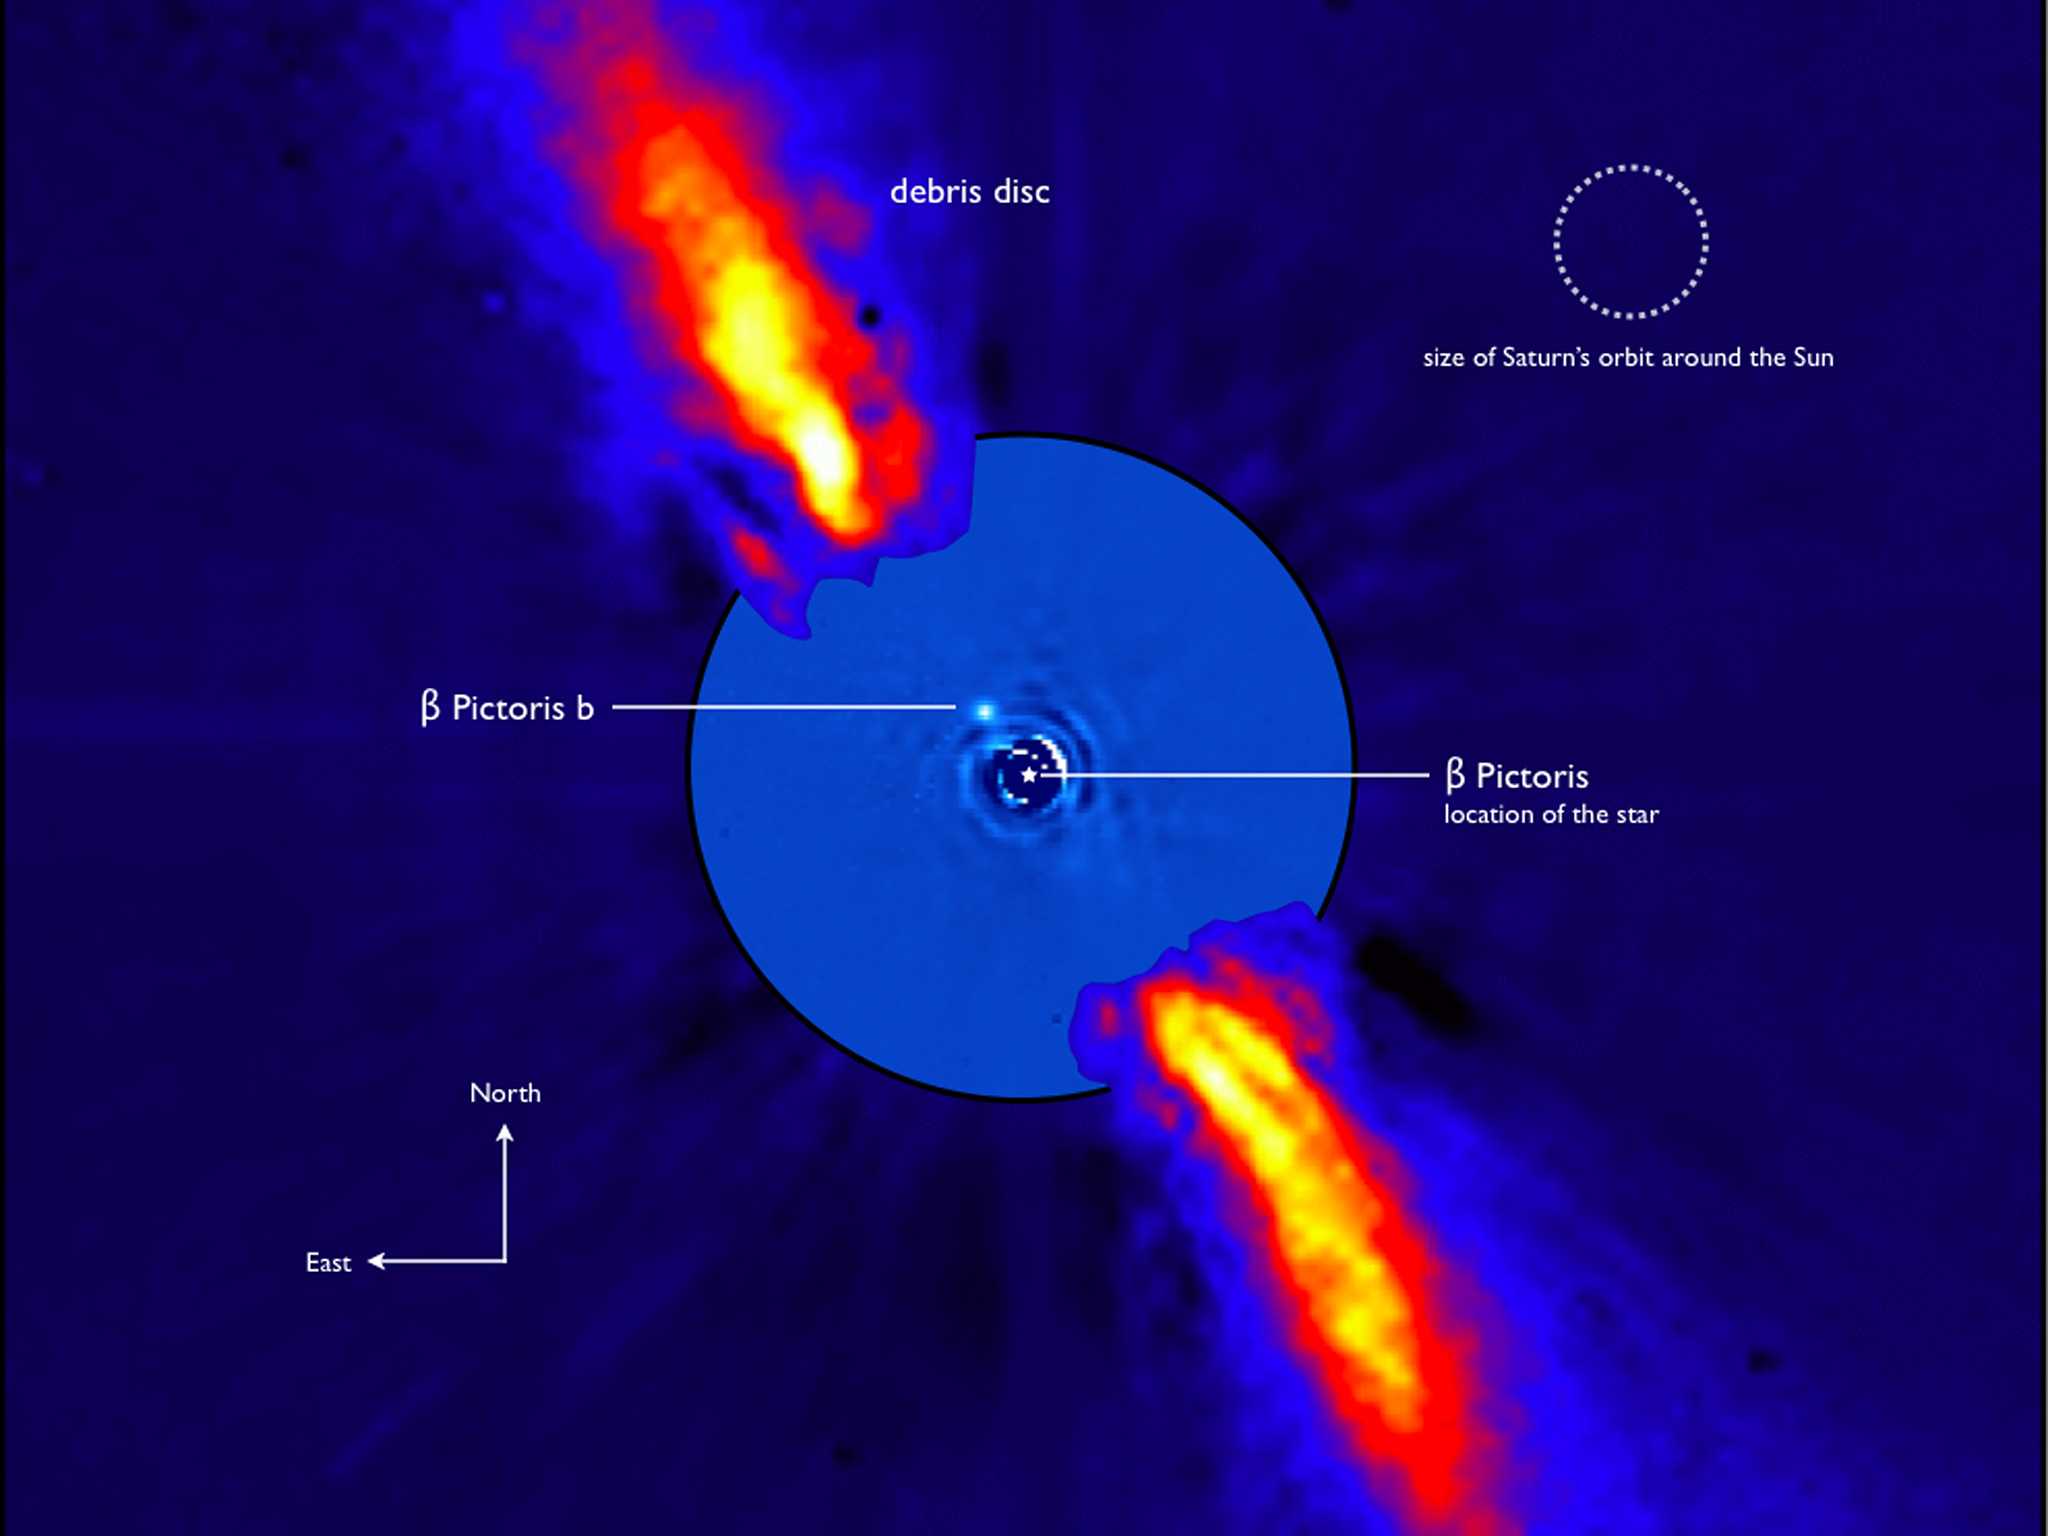 debris disc
size of Saturn’s orbit around the Sun
β Pictoris b
β Pictoris
location of the star
North
East